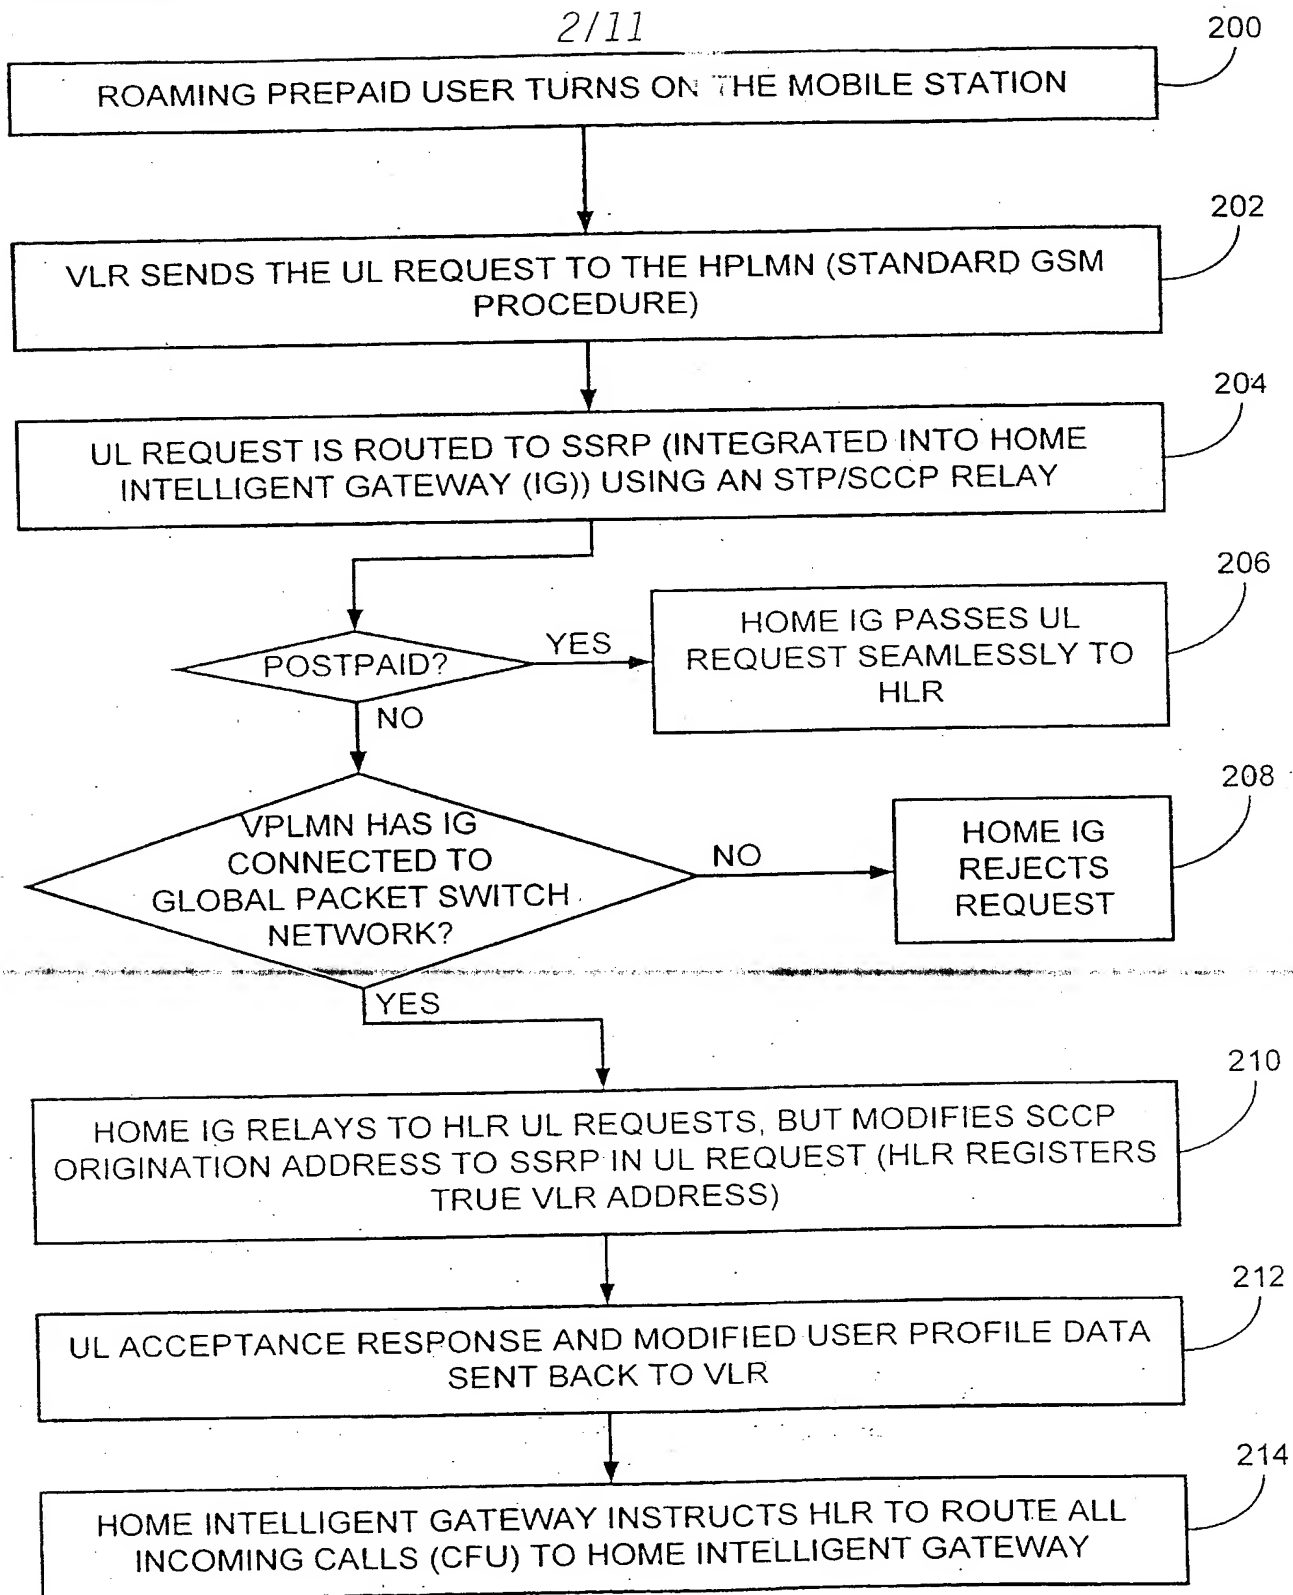 2/11
200
ROAMING PREPAID USER TURNS ON THE MOBILE STATION
202
VLR SENDS THE UL REQUEST TO THE HPLMN (STANDARD GSM
PROCEDURE)
204
UL REQUEST IS ROUTED TO SSRP (INTEGRATED INTO HOME
INTELLIGENT GATEWAY (IG)) USING AN STP/SCCP RELAY
206
POSTPAID?
YES
HOME IG PASSES UL
REQUEST SEAMLESSLY TO
HLR
NO
208
VPLMN HAS IG
CONNECTED TO
GLOBAL PACKET SWITCH
NETWORK?
NO
HOME IG
REJECTS
REQUEST
YES
210
HOME IG RELAYS TO HLR UL REQUESTS, BUT MODIFIES SCCP
ORIGINATION ADDRESS TO SSRP IN UL REQUEST (HLR REGISTERS
TRUE VLR ADDRESS)
212
UL ACCEPTANCE RESPONSE AND MODIFIED USER PROFILE DATA
SENT BACK TO VLR
214
HOME INTELLIGENT GATEWAY INSTRUCTS HLR TO ROUTE ALL
INCOMING CALLS (CFU) TO HOME INTELLIGENT GATEWAY